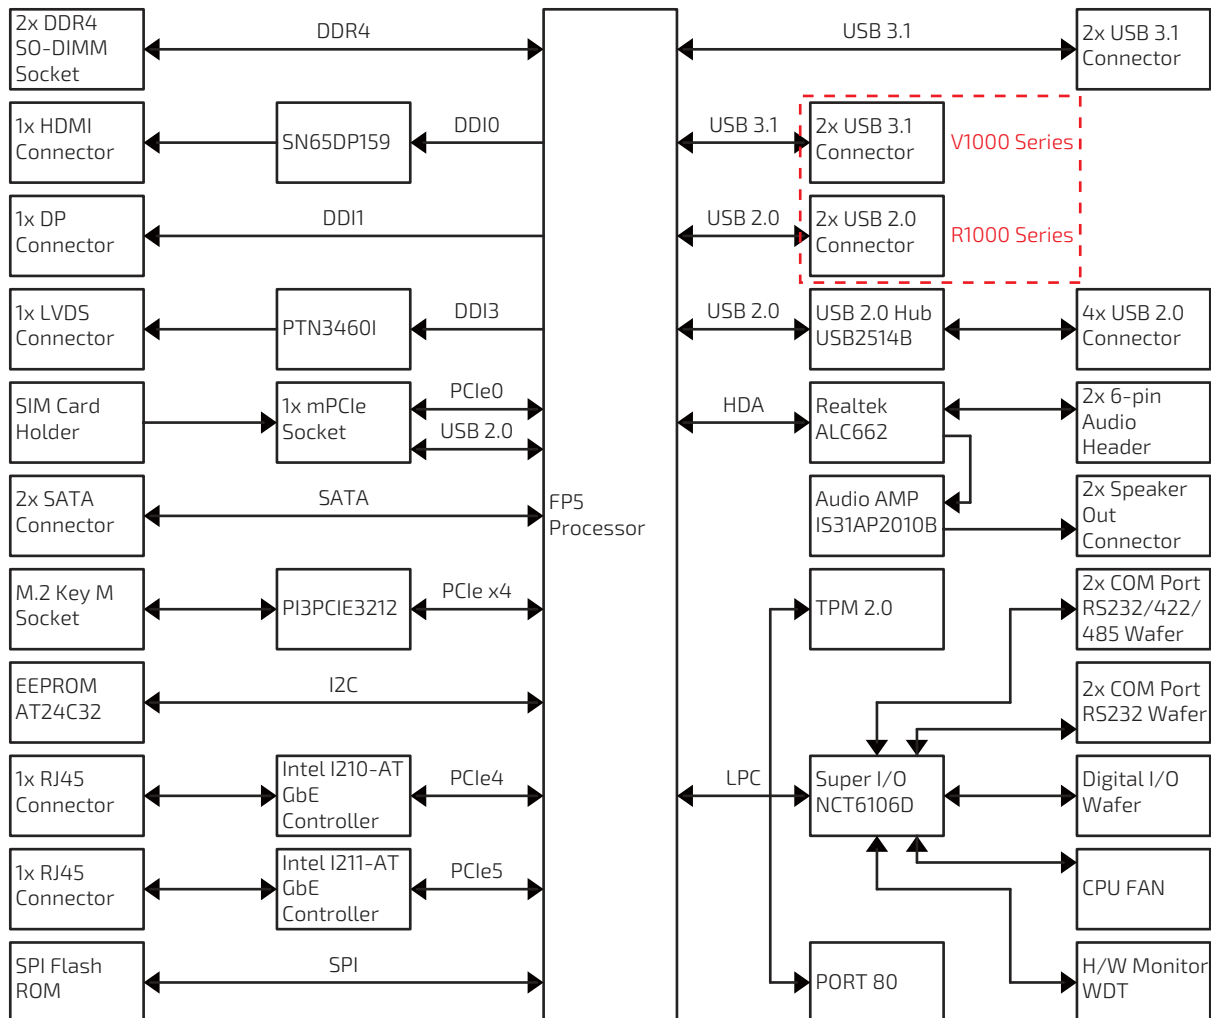 2x DDR4
SO-DIMM
Socket
DDR4
USB 3.1
2x USB 3.1
Connector
1x HDMI
Connector
SN65DP159
DDI0
USB 3.1
2x USB 3.1
Connector
V1000 Series
1x DP
Connector
DDI1
USB 2.0
2x USB 2.0
Connector
R1000 Series
1x LVDS
Connector
PTN3460I
DDI3
USB 2.0
USB 2.0 Hub
USB2514B
4x USB 2.0
Connector
SIM Card
Holder
1x mPCIe
Socket
PCIe0
USB 2.0
HDA
Realtek
ALC662
2x 6-pin
Audio
Header
2x SATA
Connector
SATA
FP5
Processor
Audio AMP
IS31AP2010B
2x Speaker
Out
Connector
M.2 Key M
Socket
PI3PCIE3212
PCIe x4
TPM 2.0
2x COM Port
RS232/422/
485 Wafer
EEPROM
AT24C32
I2C
2x COM Port
RS232 Wafer
1x RJ45
Connector
Intel I210-AT
GbE
Controller
PCIe4
LPC
Super I/O
NCT6106D
Digital I/O
Wafer
1x RJ45
Connector
Intel I211-AT
GbE
Controller
PCIe5
CPU FAN
SPI Flash
ROM
SPI
PORT 80
H/W Monitor
WDT